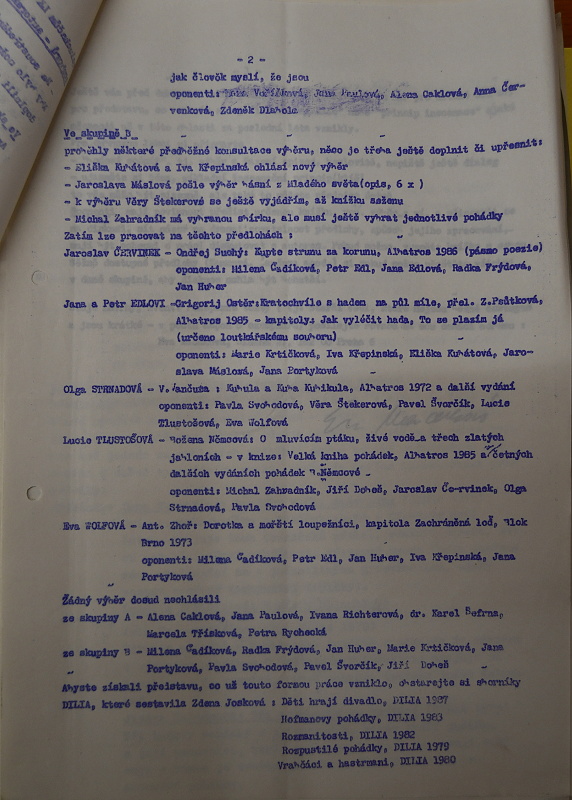 - 2 -
jak člověk myslí, že jsou
oponenti: Jana Paulová, Alena Caklová, Anna Čer-
venková, Zdeněk Dlabola
Ve skupině B
proběhly některé předběžné konsultace výběru, něco je třeba ještě doplnit či upřesnit:
- Eliška Kubátová a Iva Křepinská ohlásí nový výběr
- Jaroslava Máslová pošle výběr básní z Mladého světa(opis, 6 x )
- k výběru Věry Štekerové se ještě vyjádřím, až knížku seženu
- Michal Zahradník má vybranou sbírku, ale musí ještě vybrat jednotlivé pohádky
Zatím lze pracovat na těchto předlohách :
Jaroslav ČERVINEK - Ondřej Suchý: Kupte strunu za korunu, Albatros 1986 (pásmo poezie)
oponenti: Milena Čadíková, Petr Edl, Jana Edlová, Radka Frýdová,
Jan Huber
Jana a Petr EDLOVI -Grigorij Ostěr:Kratochvíle s hadem na půl míle, přel. Z.Psůtková,
Albatros 1985 - kapitoly: Jak vyléčit hada, To se plazím já
(určeno loutkářskému souboru)
oponenti: Marie Krtičková, Iva Křepinská, Eliška Kubátová, Jaro-
slava Máslová, Jana Portyková
Olga STRNADOVÁ - V.Vančura : Kubula a Kuba Kubikula, Albatros 1972 a další vydání
oponenti: Pavla Svobodová, Věra Štekerová, Pavel Švorčík, Lucie
Tlustošová, Eva Wolfová
Lucie TLUSTOŠOVÁ - Božena Němcová: O mluvícím ptáku, živé vodě a třech zlatých
jabloních - v knize: Velká kniha pohádek, Albatros 1985 a četných
dalších vydáních pohádek B.Němcové -
oponenti: Michal Zahradník, Jiří Doheš, Jaroslav Červinek, Olga
Strnadová, Pavla Svobodová
Eva WOLFOVÁ - Ant. Zhoř: Dorotka a mořští loupežníci, kapitola Zachráněná loď, Blok
Brno 1973
oponenti: Milena Čadíková, Petr Edl, Jan Huber, Iva Křepinská, Jana
Portyková
Žádný výběr dosud neohlásili
ze skupiny A - Alena Caklová, Jana Paulová, Ivana Richterová, dr. Karel Šefrna,
Marcela Třísková, Petra Rychecká
ze skupiny B - Milena Čadíková, Radka Frýdová, Jan Huber, Marie Krtičková, Jana
Portyková, Pavla Svobodová, Pavel Švorčík, Jiří Doheš
Abyste získali představu, co už touto formou práce vzniklo, obstarejte si sborníky
DILIA, které sestavila Zdena Josková : Děti hrají divadlo, DILIA 1987
Hofmanovy pohádky, DILIA 1983
Rozmanitosti, DILIA 1982
Rozpustilé pohádky, DILIA 1979
Vrabčáci a hastrmani, DILIA 1980